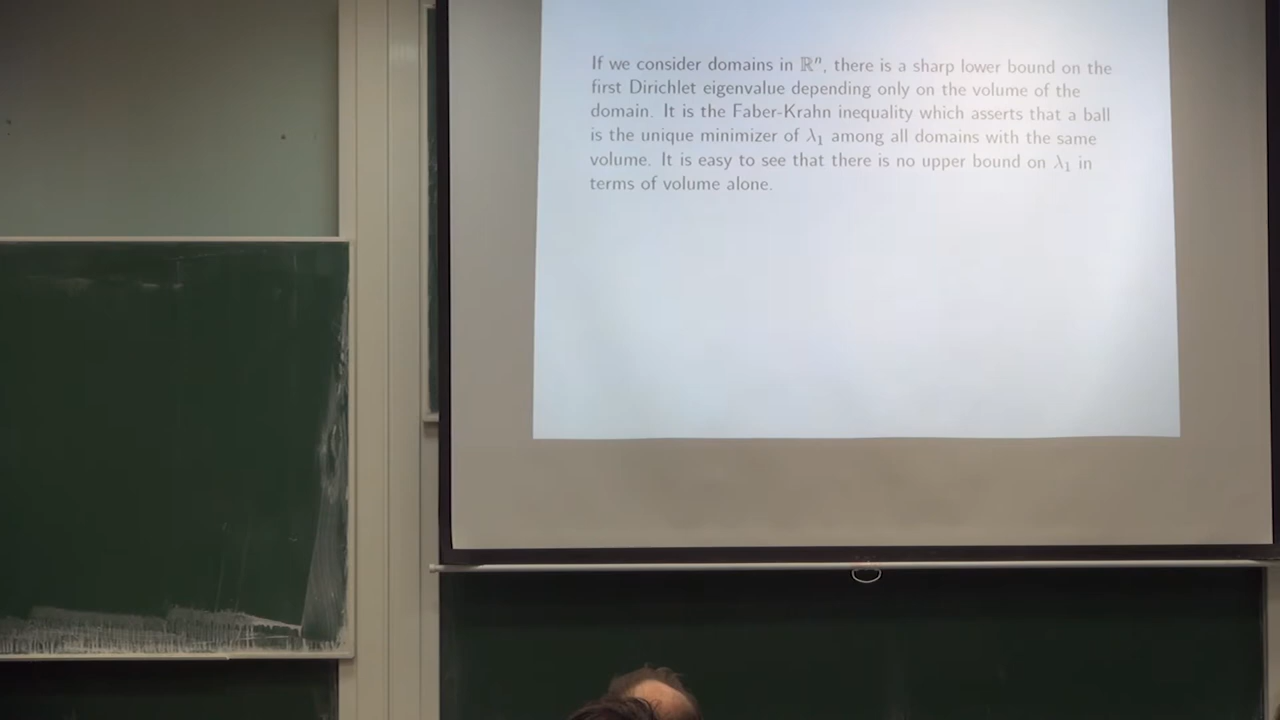 If we consider domains in ℝⁿ, there is a sharp lower bound on the
first Dirichlet eigenvalue depending only on the volume of the
domain. It is the Faber-Krahn inequality which asserts that a ball
is the unique minimizer of λ₁ among all domains with the same
volume. It is easy to see that there is no upper bound on λ₁ in
terms of volume alone.